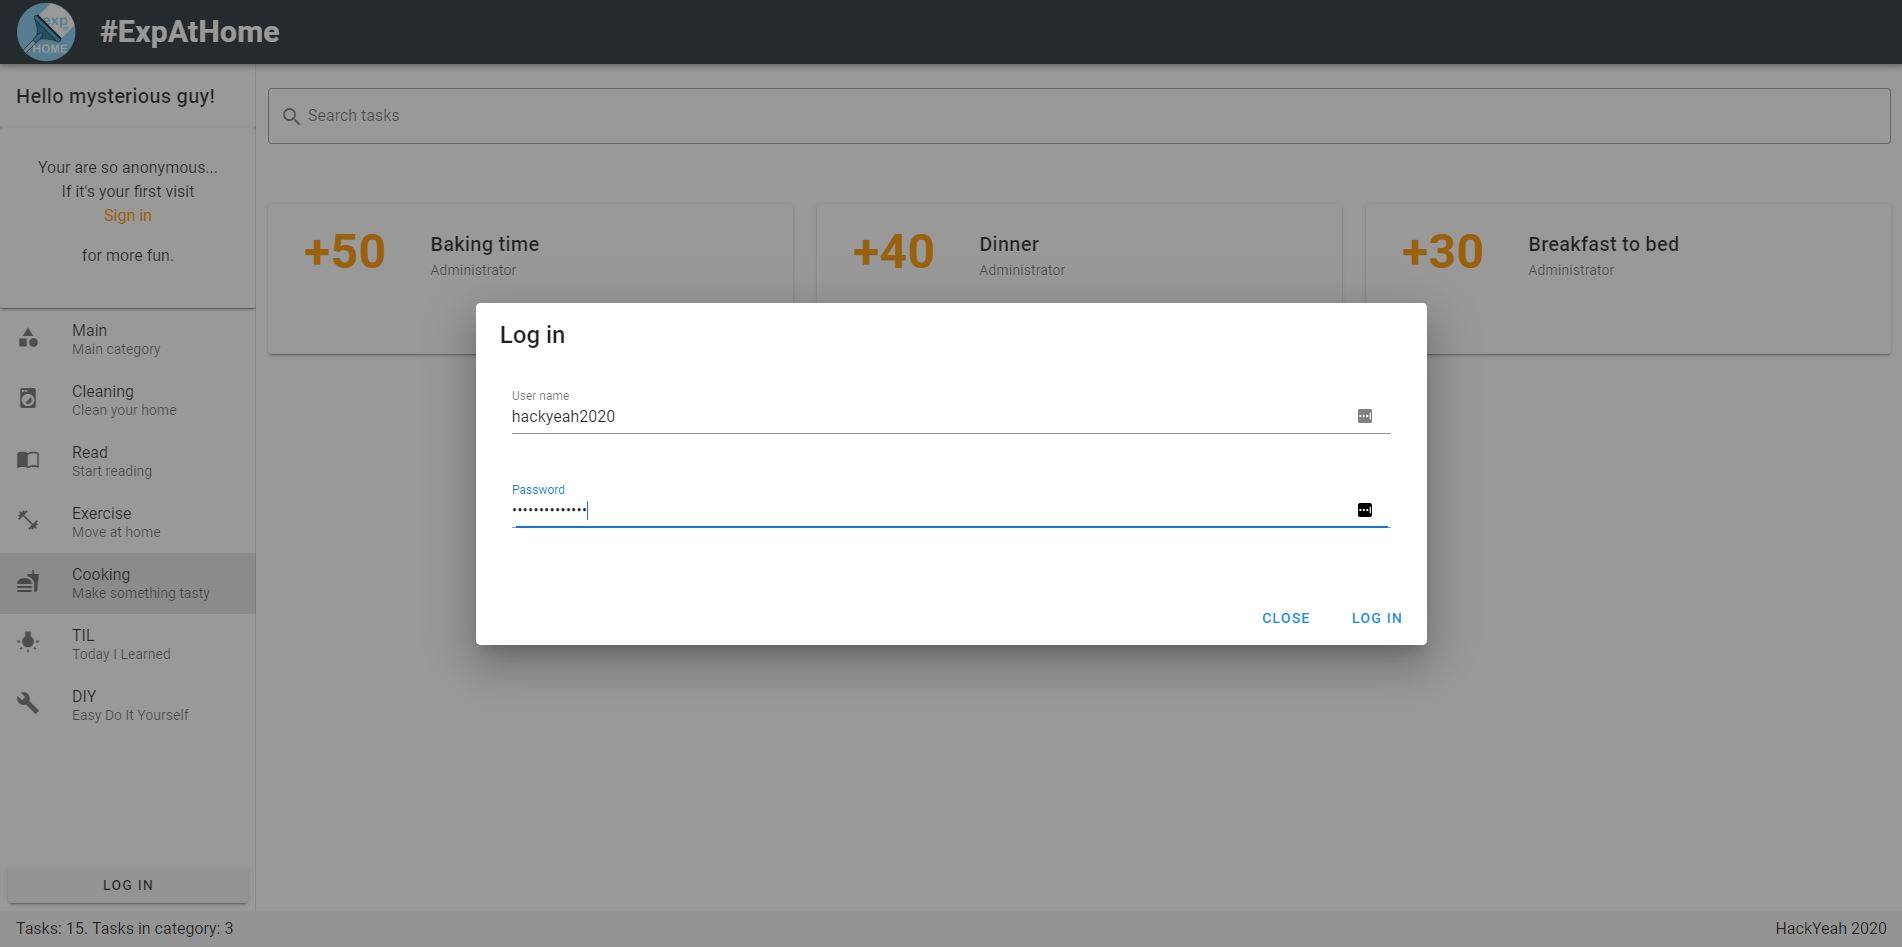 exp
HOME
#ExpAtHome
Hello mysterious guy!
Your are so anonymous...
If it's your first visit
Sign in
for more fun.
Main
Main category
Cleaning
Clean your home
Read
Start reading
Exercise
Move at home
Cooking
Make something tasty
TIL
Today I Learned
DIY
Easy Do It Yourself
LOG IN
Search tasks
+50
Baking time
Administrator
+40
Dinner
Administrator
+30
Breakfast to bed
Administrator
Log in
User name
hackyeah2020
Password
••••••••••••••
CLOSE LOG IN
Tasks: 15. Tasks in category: 3
HackYeah 2020